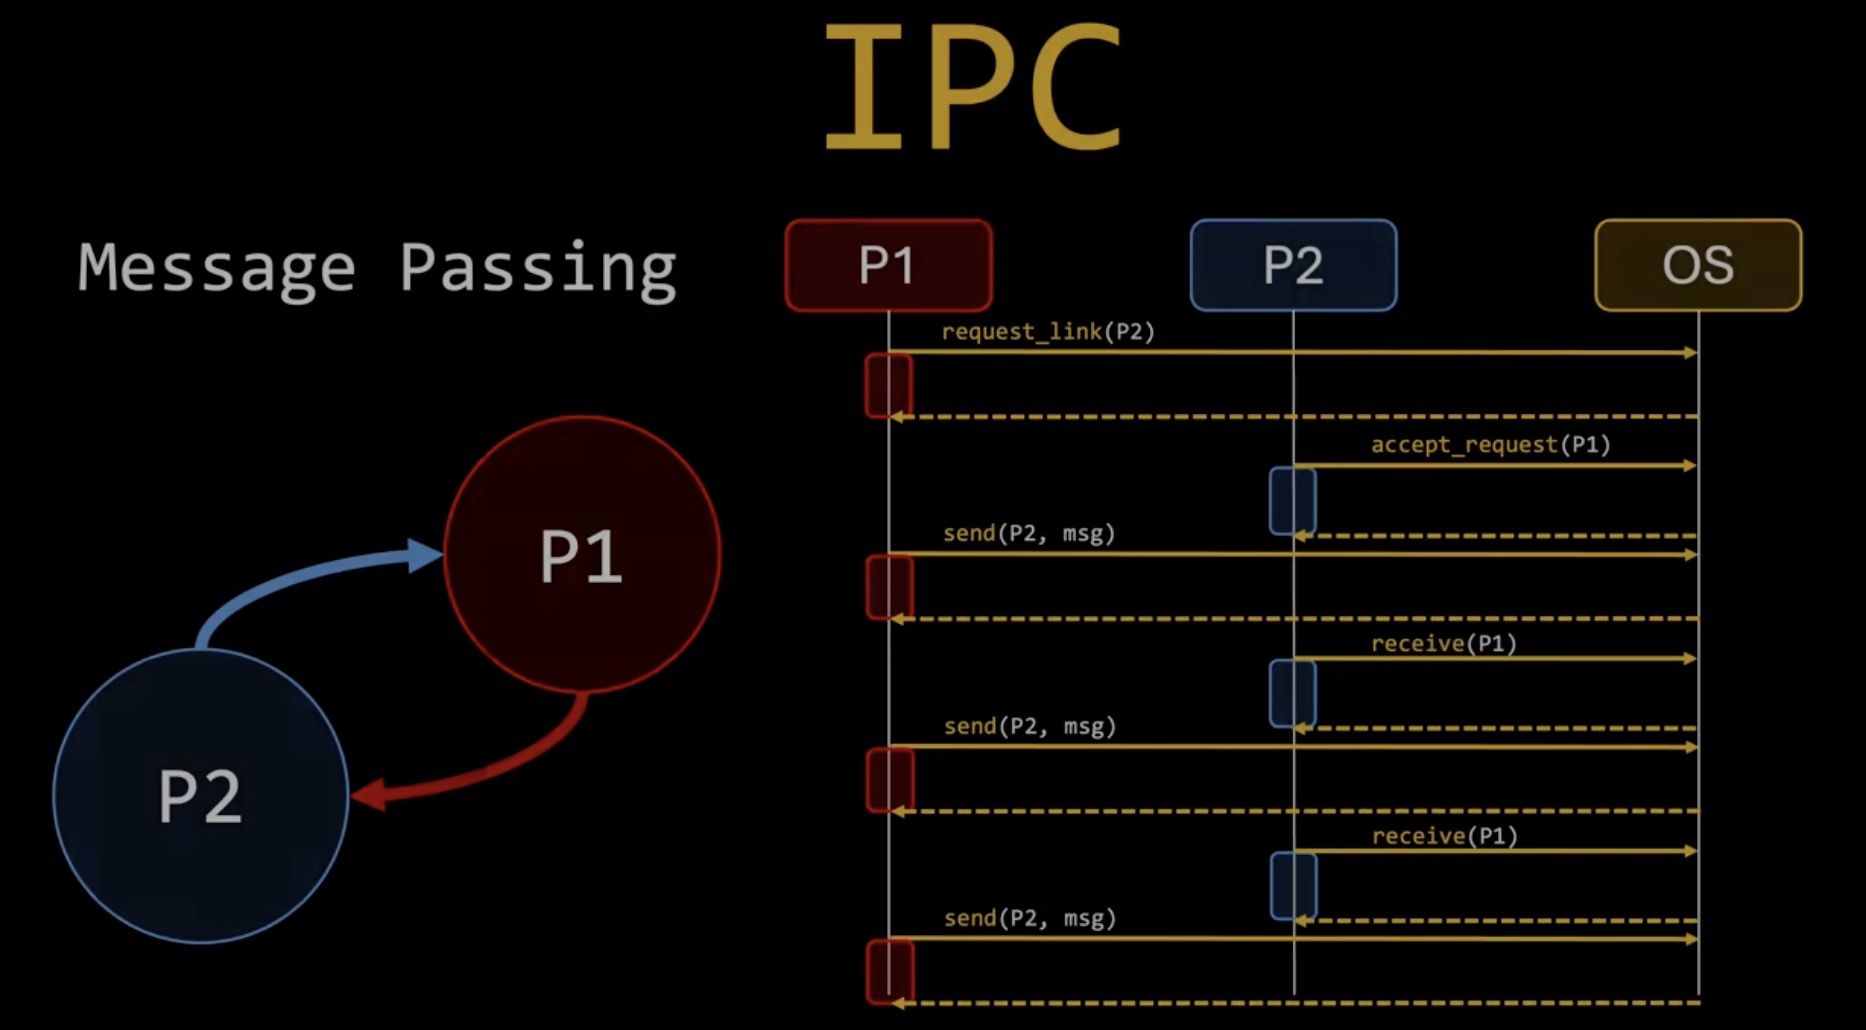 IPC
Message Passing
P1
P2
P1
P2
OS
request_link(P2)
accept_request(P1)
send(P2, msg)
receive(P1)
send(P2, msg)
receive(P1)
send(P2, msg)